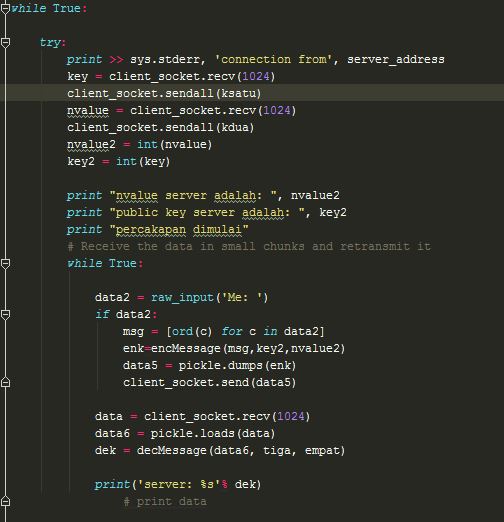 while True:
try:
print >> sys.stderr, 'connection from', server_address
key = client_socket.recv(1024)
client_socket.sendall(ksatu)
nvalue = client_socket.recv(1024)
client_socket.sendall(kdua)
nvalue2 = int(nvalue)
key2 = int(key)
print "nvalue server adalah: ", nvalue2
print "public key server adalah: ", key2
print "percakapan dimulai"
# Receive the data in small chunks and retransmit it
while True:
data2 = raw_input('Me: ')
if data2:
msg = [ord(c) for c in data2]
enk=encMessage(msg,key2,nvalue2)
data5 = pickle.dumps(enk)
client_socket.send(data5)
data = client_socket.recv(1024)
data6 = pickle.loads(data)
dek = decMessage(data6, tiga, empat)
print('server: %s'% dek)
# print data